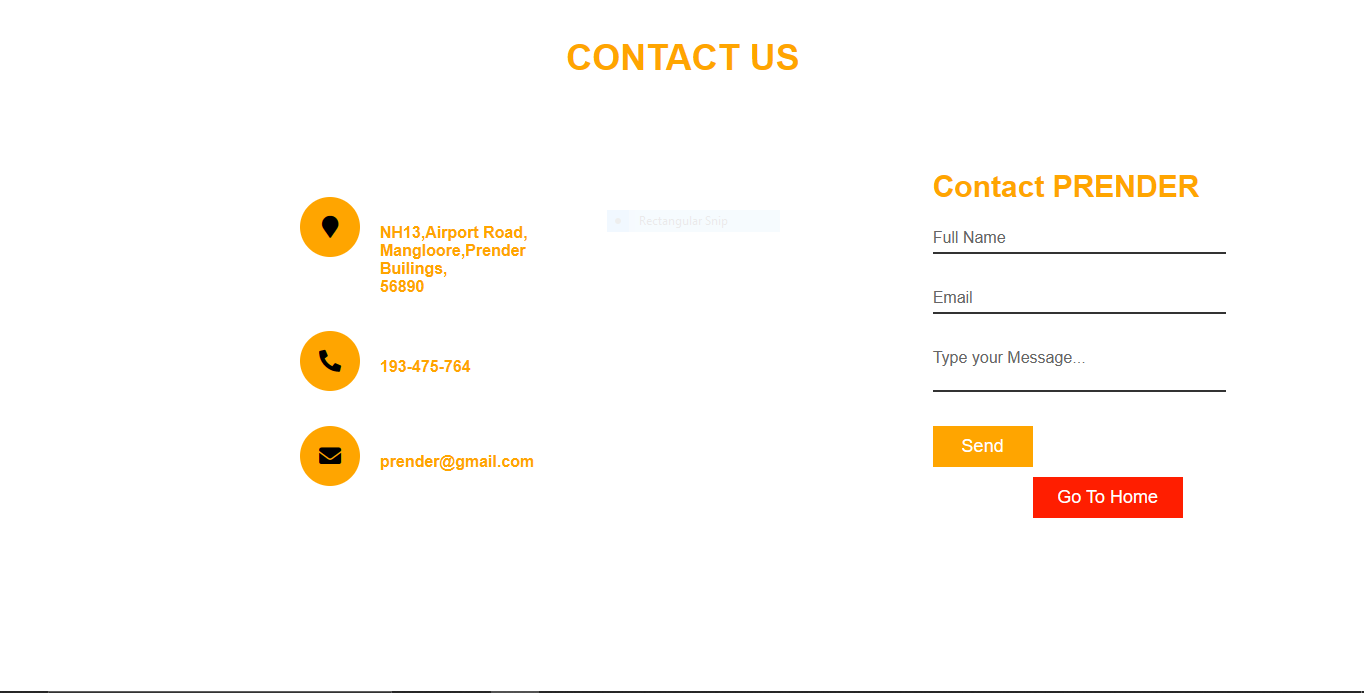 CONTACT US
NH13,Airport Road,
Mangloore,Prender
Builings,
56890
193-475-764
prender@gmail.com
Rectangular Snip
Contact PRENDER
Full Name
Email
Type your Message...
Send
Go To Home